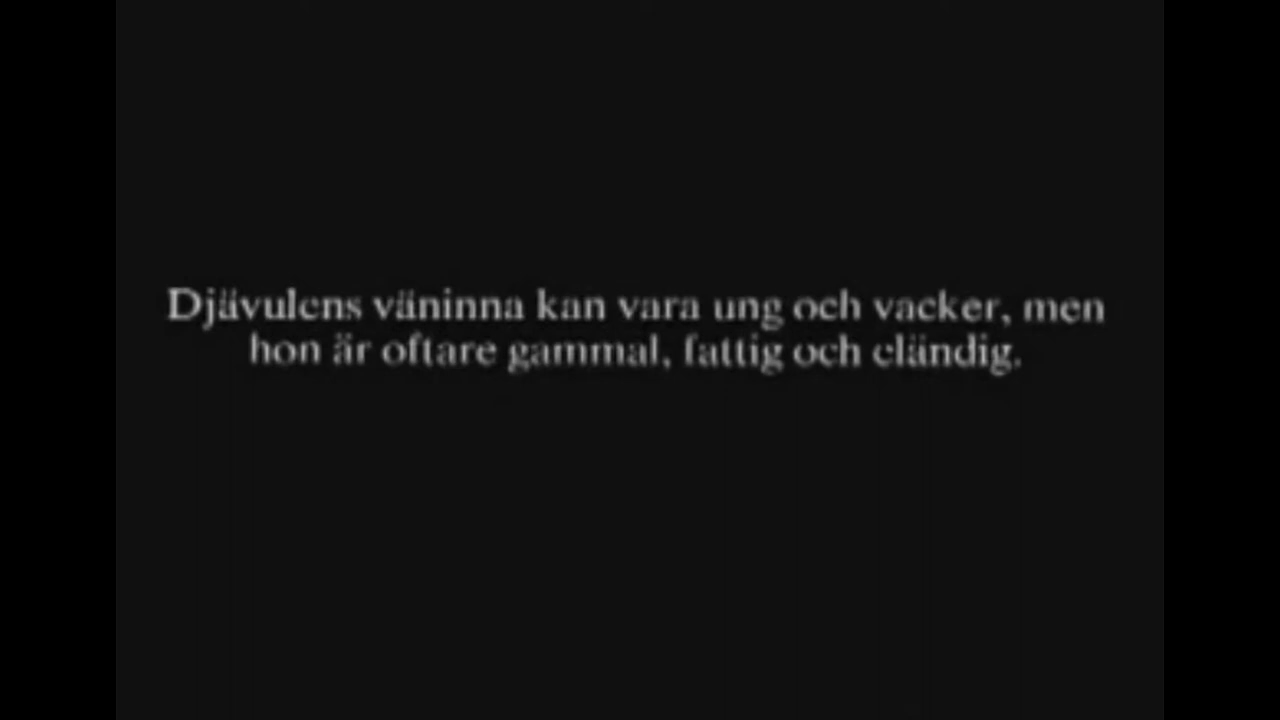 Djävulens väninna kan vara ung och vacker, men
hon är oftare gammal, fattig och eländig.